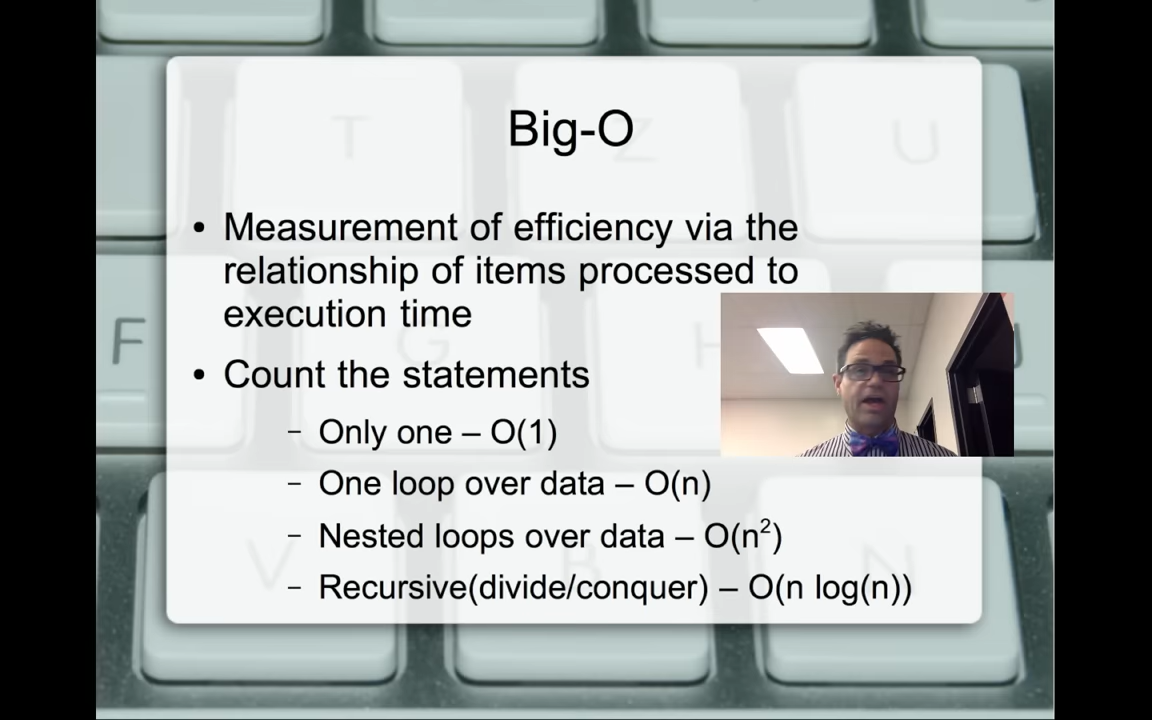 Big-O
• Measurement of efficiency via the
relationship of items processed to
execution time
• Count the statements
– Only one – O(1)
– One loop over data – O(n)
– Nested loops over data – O(n²)
– Recursive(divide/conquer) – O(n log(n))
T
Z
U
F
G
H
J
V
B
N